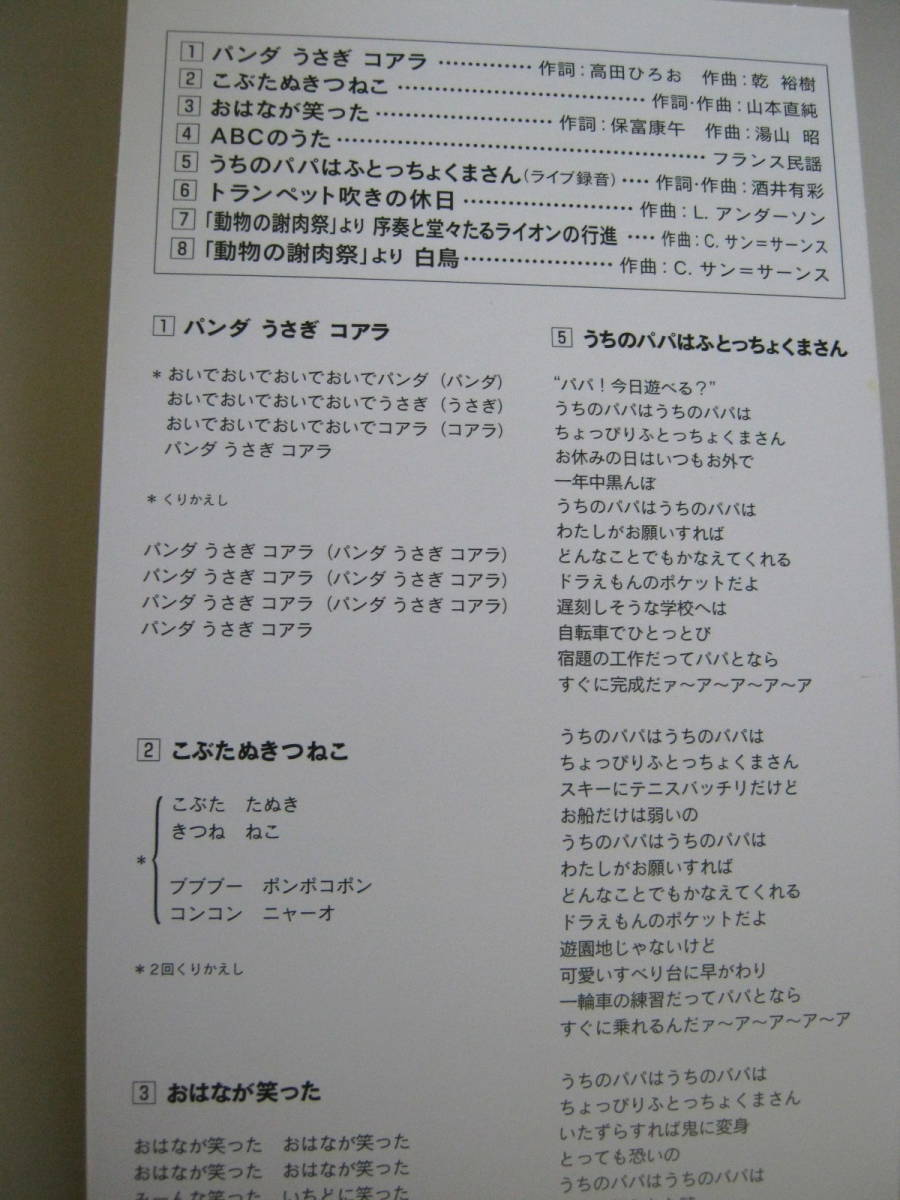 1 パンダ うさぎ コアラ ………… 作詞：高田ひろお 作曲：乾 裕樹
2 こぶたぬきつねこ ………… 作詞・作曲：山本直純
3 おはなが笑った ………… 作詞：保富康午 作曲：湯山 昭
4 ABCのうた ………… フランス民謡
5 うちのパパはふとっちょくまさん（ライブ録音） …… 作詞・作曲：酒井有彩
6 トランペット吹きの休日 ………… 作曲：L. アンダーソン
7 「動物の謝肉祭」より 序奏と堂々たるライオンの行進 …… 作曲：C. サン＝サーンス
8 「動物の謝肉祭」より 白鳥 ………… 作曲：C. サン＝サーンス
1 パンダ うさぎ コアラ
＊おいでおいでおいでおいでパンダ（パンダ）
おいでおいでおいでおいでうさぎ（うさぎ）
おいでおいでおいでおいでコアラ（コアラ）
パンダ うさぎ コアラ
＊くりかえし
パンダ うさぎ コアラ（パンダ うさぎ コアラ）
パンダ うさぎ コアラ（パンダ うさぎ コアラ）
パンダ うさぎ コアラ（パンダ うさぎ コアラ）
パンダ うさぎ コアラ
2 こぶたぬきつねこ
こぶた たぬき
きつね ねこ
＊
ブブブー ポンポコポン
コンコン ニャーオ
＊2回くりかえし
3 おはなが笑った
おはなが笑った おはなが笑った
おはなが笑った おはなが笑った
みーんな笑った いちどに笑った
5 うちのパパはふとっちょくまさん
“パパ！今日遊べる？”
うちのパパはうちのパパは
ちょっぴりふとっちょくまさん
お休みの日はいつもお外で
一年中黒んぼ
うちのパパはうちのパパは
わたしがお願いすれば
どんなことでもかなえてくれる
ドラえもんのポケットだよ
遅刻しそうな学校へは
自転車でひとっとび
宿題の工作だってパパとなら
すぐに完成だァ〜ア〜ア〜ア〜ア
うちのパパはうちのパパは
ちょっぴりふとっちょくまさん
スキーにテニスバッチリだけど
お船だけは弱いの
うちのパパはうちのパパは
わたしがお願いすれば
どんなことでもかなえてくれる
ドラえもんのポケットだよ
遊園地じゃないけど
可愛いすべり台に早がわり
一輪車の練習だってパパとなら
すぐに乗れるんだァ〜ア〜ア〜ア〜ア
うちのパパはうちのパパは
ちょっぴりふとっちょくまさん
いたずらすれば鬼に変身
とっても恐いの
うちのパパはうちのパパは